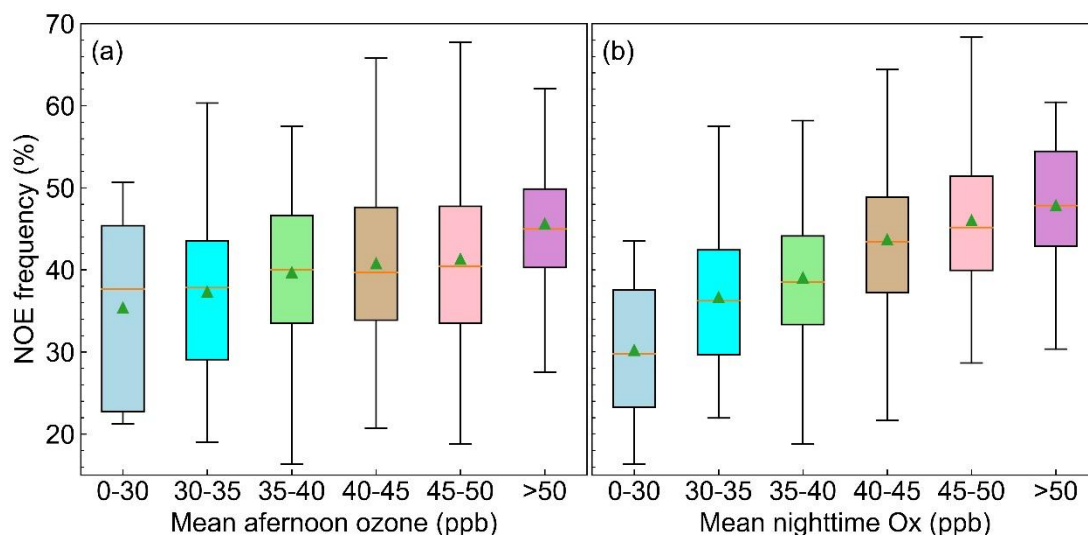 (a)
(b)
NOE frequency (%)
70
60
50
40
30
20
0-30 30-35 35-40 40-45 45-50 >50
Mean afernoon ozone (ppb)
0-30 30-35 35-40 40-45 45-50 >50
Mean nighttime Ox (ppb)